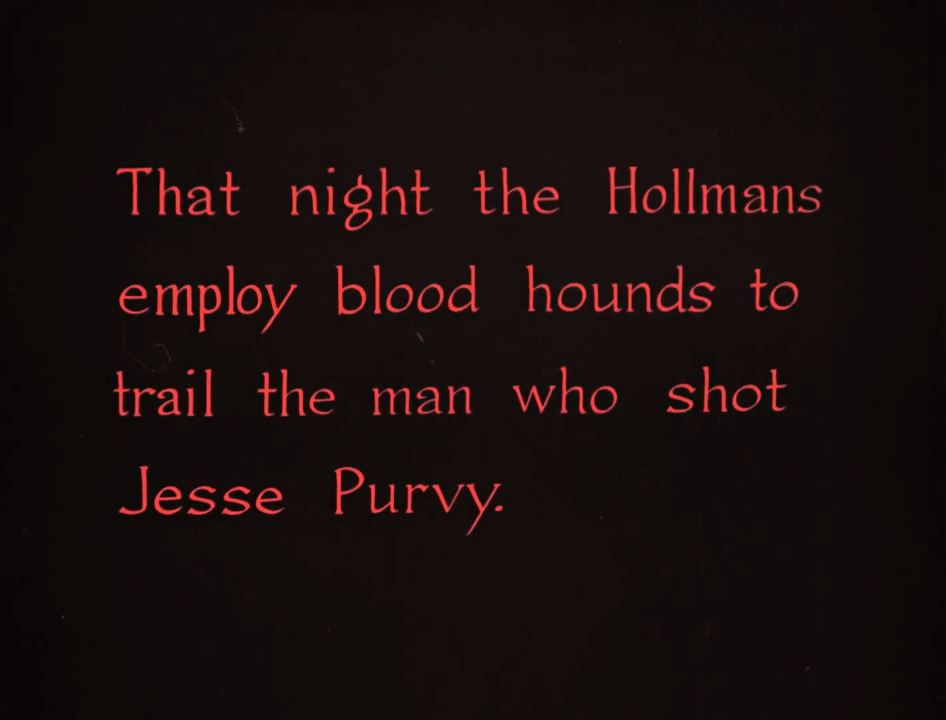 That night the Hollmans
employ blood hounds to
trail the man who shot
Jesse Purvy.